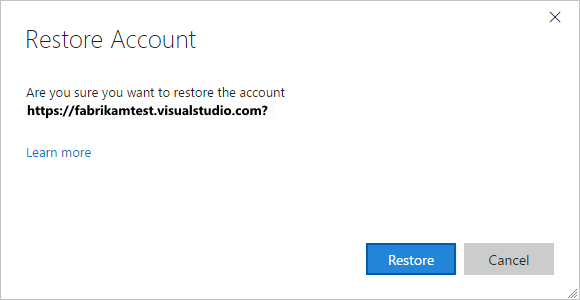 Restore Account
Are you sure you want to restore the account
https://fabrikamtest.visualstudio.com?
Learn more
Restore
Cancel